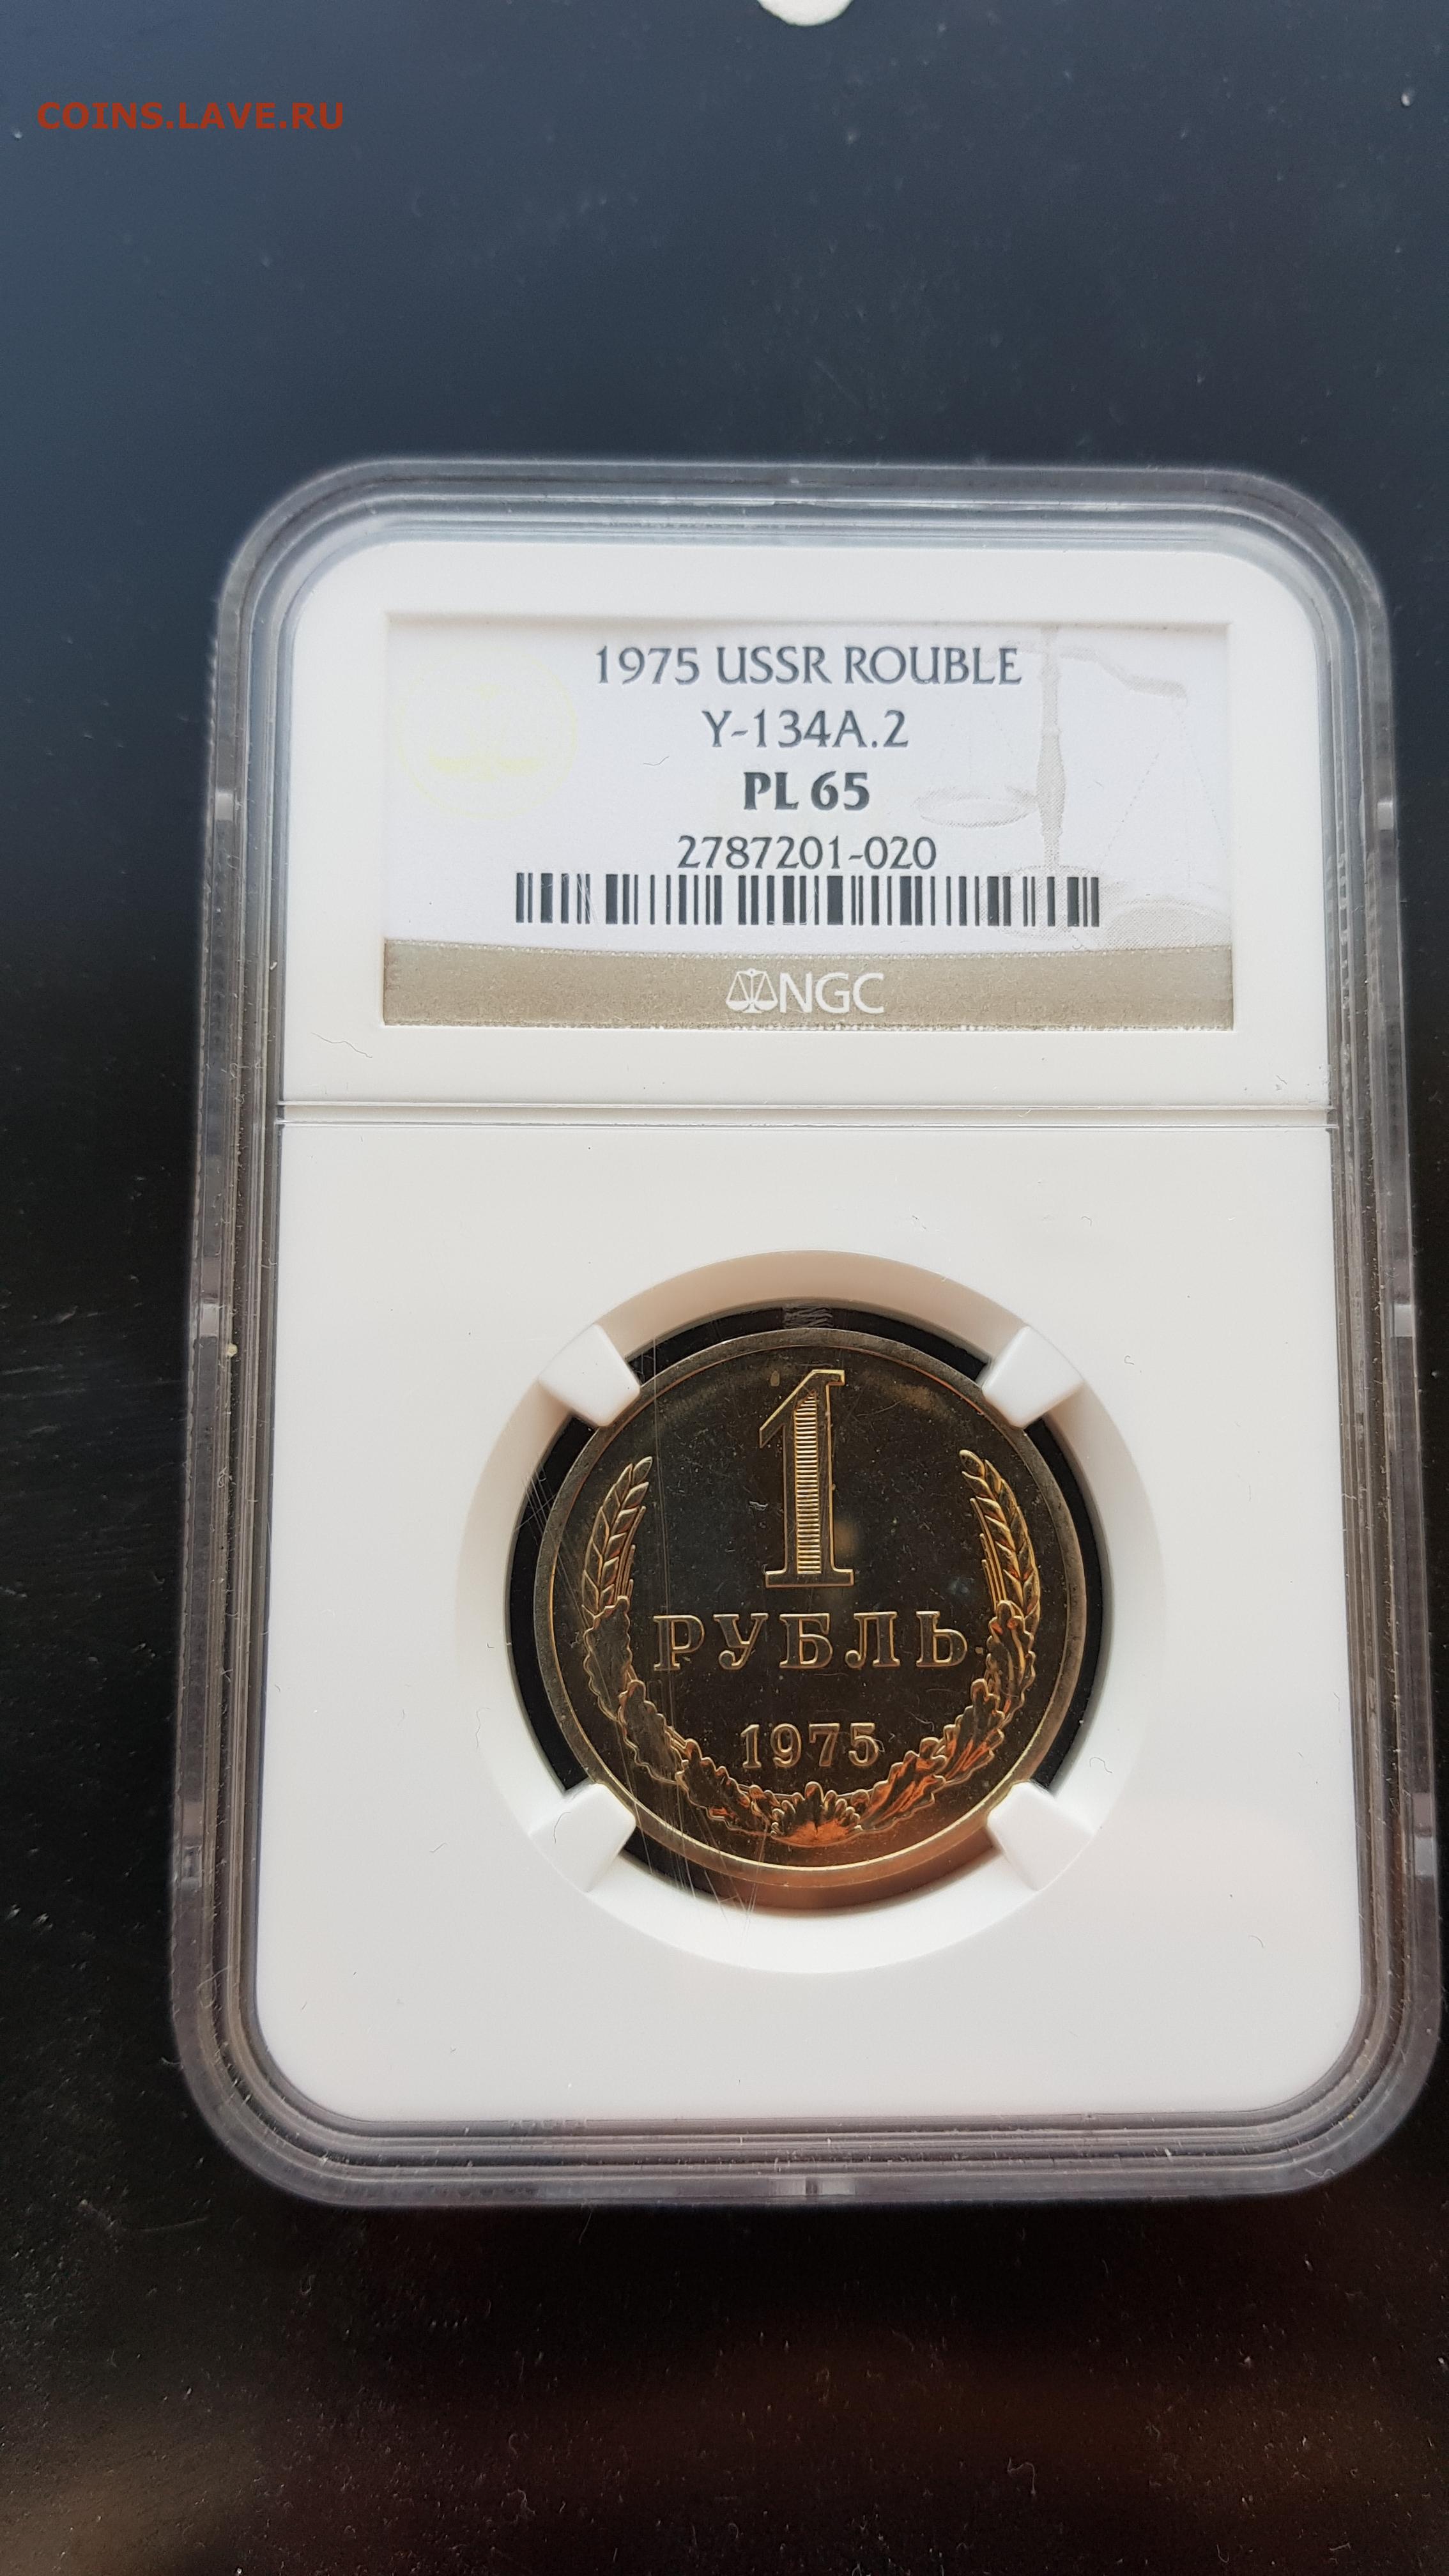 COINS.LAVE.RU
1975 USSR ROUBLE
Y-134A.2
PL 65
2787201-020
NGC
1
РУБЛЬ
1975